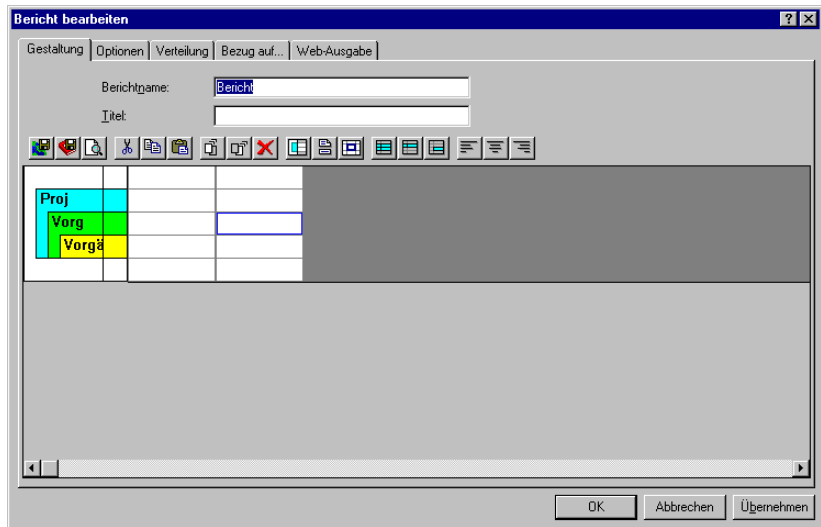 Bericht bearbeiten
Gestaltung Optionen Verteilung Bezug auf... Web-Ausgabe
Berichtname: Bericht
Titel:
Proj
Vorg
Vorgä
OK Abbrechen Übernehmen